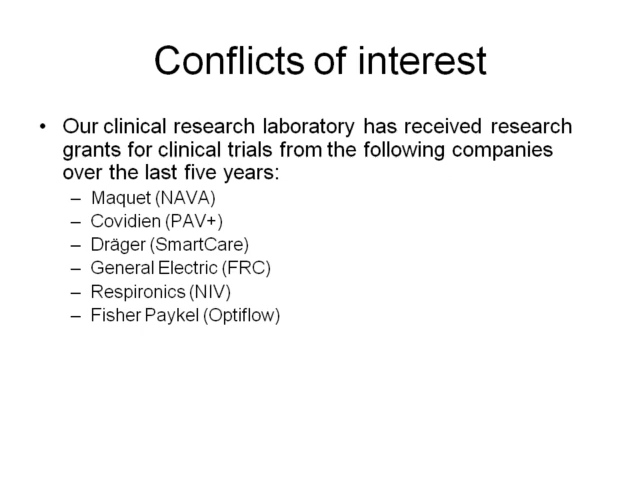 Conflicts of interest
• Our clinical research laboratory has received research
grants for clinical trials from the following companies
over the last five years:
– Maquet (NAVA)
– Covidien (PAV+)
– Dräger (SmartCare)
– General Electric (FRC)
– Respironics (NIV)
– Fisher Paykel (Optiflow)